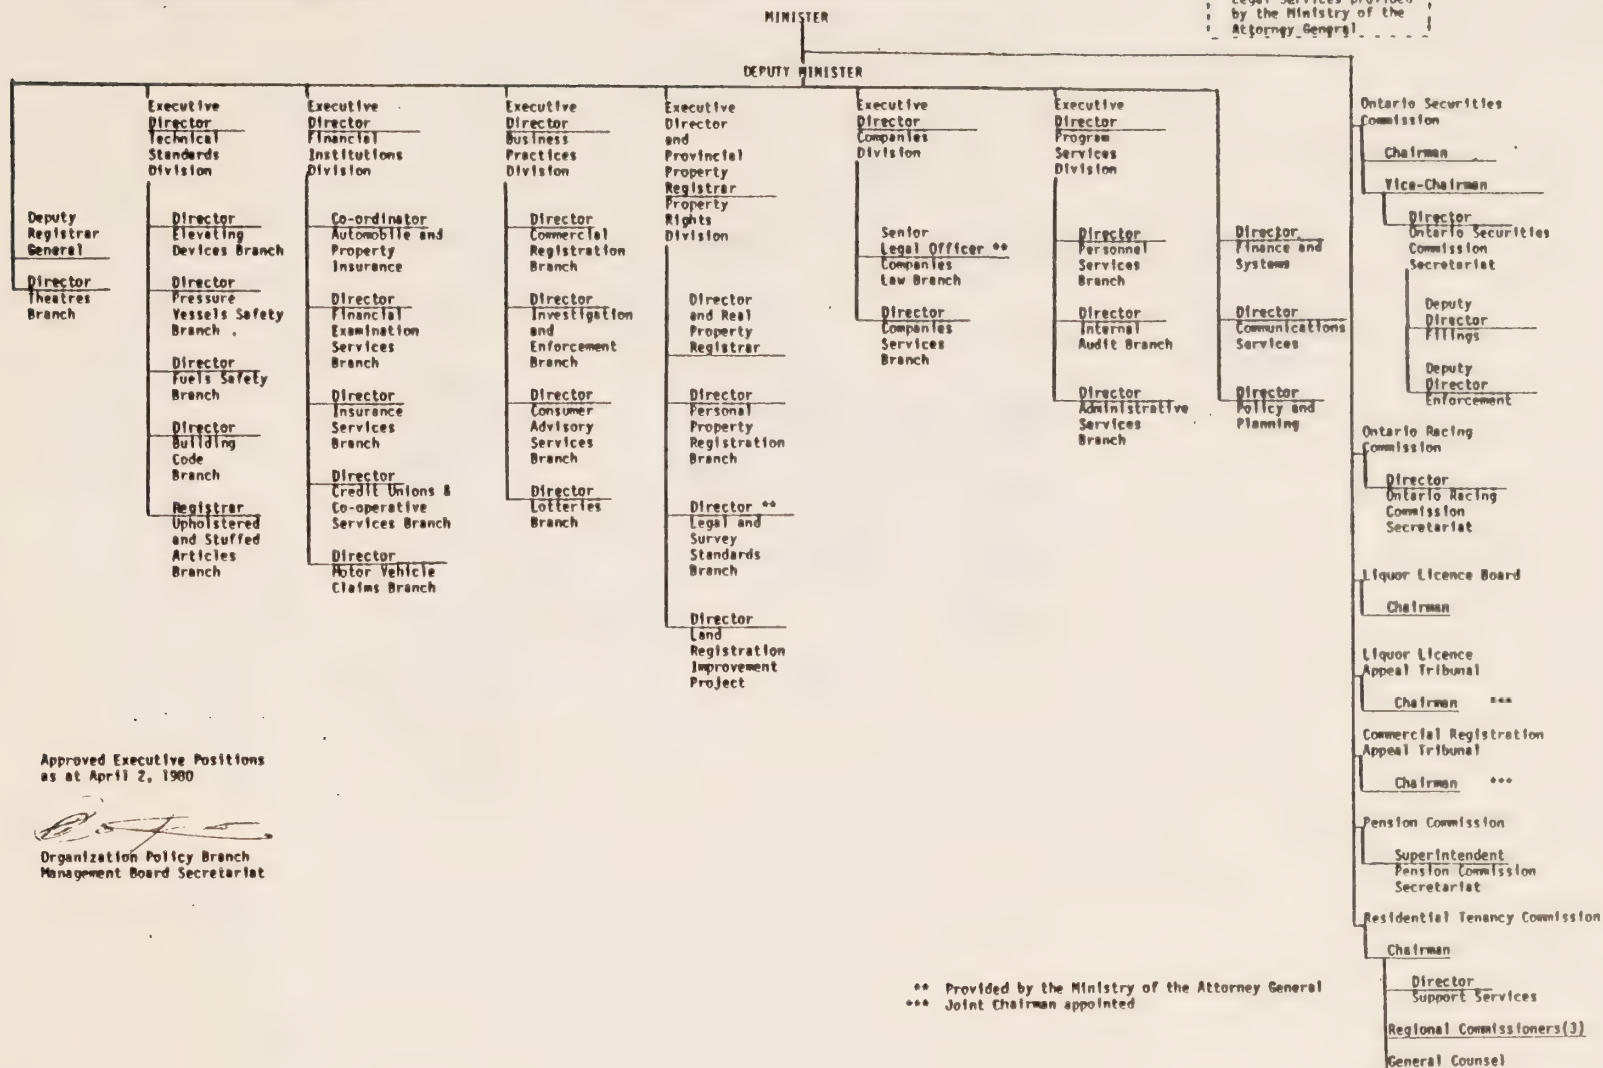 MINISTER
Legal Services provided
by the Ministry of the
Attorney General
DEPUTY MINISTER
Deputy
Registrar
General
Director
Theatres
Branch
Executive
Director
Technical
Standards
Division
Director
Elevating
Devices Branch
Director
Pressure
Vessels Safety
Branch
Director
Fuels Safety
Branch
Director
Building
Code
Branch
Registrar
Upholstered
and Stuffed
Articles
Branch
Executive
Director
Financial
Institutions
Division
Co-ordinator
Automobile and
Property
Insurance
Director
Financial
Examination
Services
Branch
Director
Insurance
Services
Branch
Director
Credit Unions &
Co-operative
Services Branch
Director
Motor Vehicle
Claims Branch
Executive
Director
Business
Practices
Division
Director
Commercial
Registration
Branch
Director
Investigation
and
Enforcement
Branch
Director
Consumer
Advisory
Services
Branch
Director
Lotteries
Branch
Executive
Director
and
Provincial
Property
Registrar
Property
Rights
Division
Director
and Real
Property
Registrar
Director
Personal
Property
Registration
Branch
Director **
Legal and
Survey
Standards
Branch
Director
Land
Registration
Improvement
Project
Executive
Director
Companies
Division
Senior
Legal Officer **
Companies
Law Branch
Director
Companies
Services
Branch
Executive
Director
Program
Services
Division
Director
Personnel
Services
Branch
Director
Internal
Audit Branch
Director
Administrative
Services
Branch
Director
Finance and
Systems
Director
Communications
Services
Director
Policy and
Planning
Ontario Securities
Commission
Chairman
Vice-Chairman
Director
Ontario Securities
Commission
Secretariat
Deputy
Director
Filings
Deputy
Director
Enforcement
Ontario Racing
Commission
Director
Ontario Racing
Commission
Secretariat
Liquor Licence Board
Chairman
Liquor Licence
Appeal Tribunal
Chairman ***
Commercial Registration
Appeal Tribunal
Chairman ***
Pension Commission
Superintendent
Pension Commission
Secretariat
Residential Tenancy Commission
Chairman
Director
Support Services
Regional Commissioners(3)
General Counsel
Approved Executive Positions
as at April 2, 1980
Organization Policy Branch
Management Board Secretariat
** Provided by the Ministry of the Attorney General
*** Joint Chairman appointed